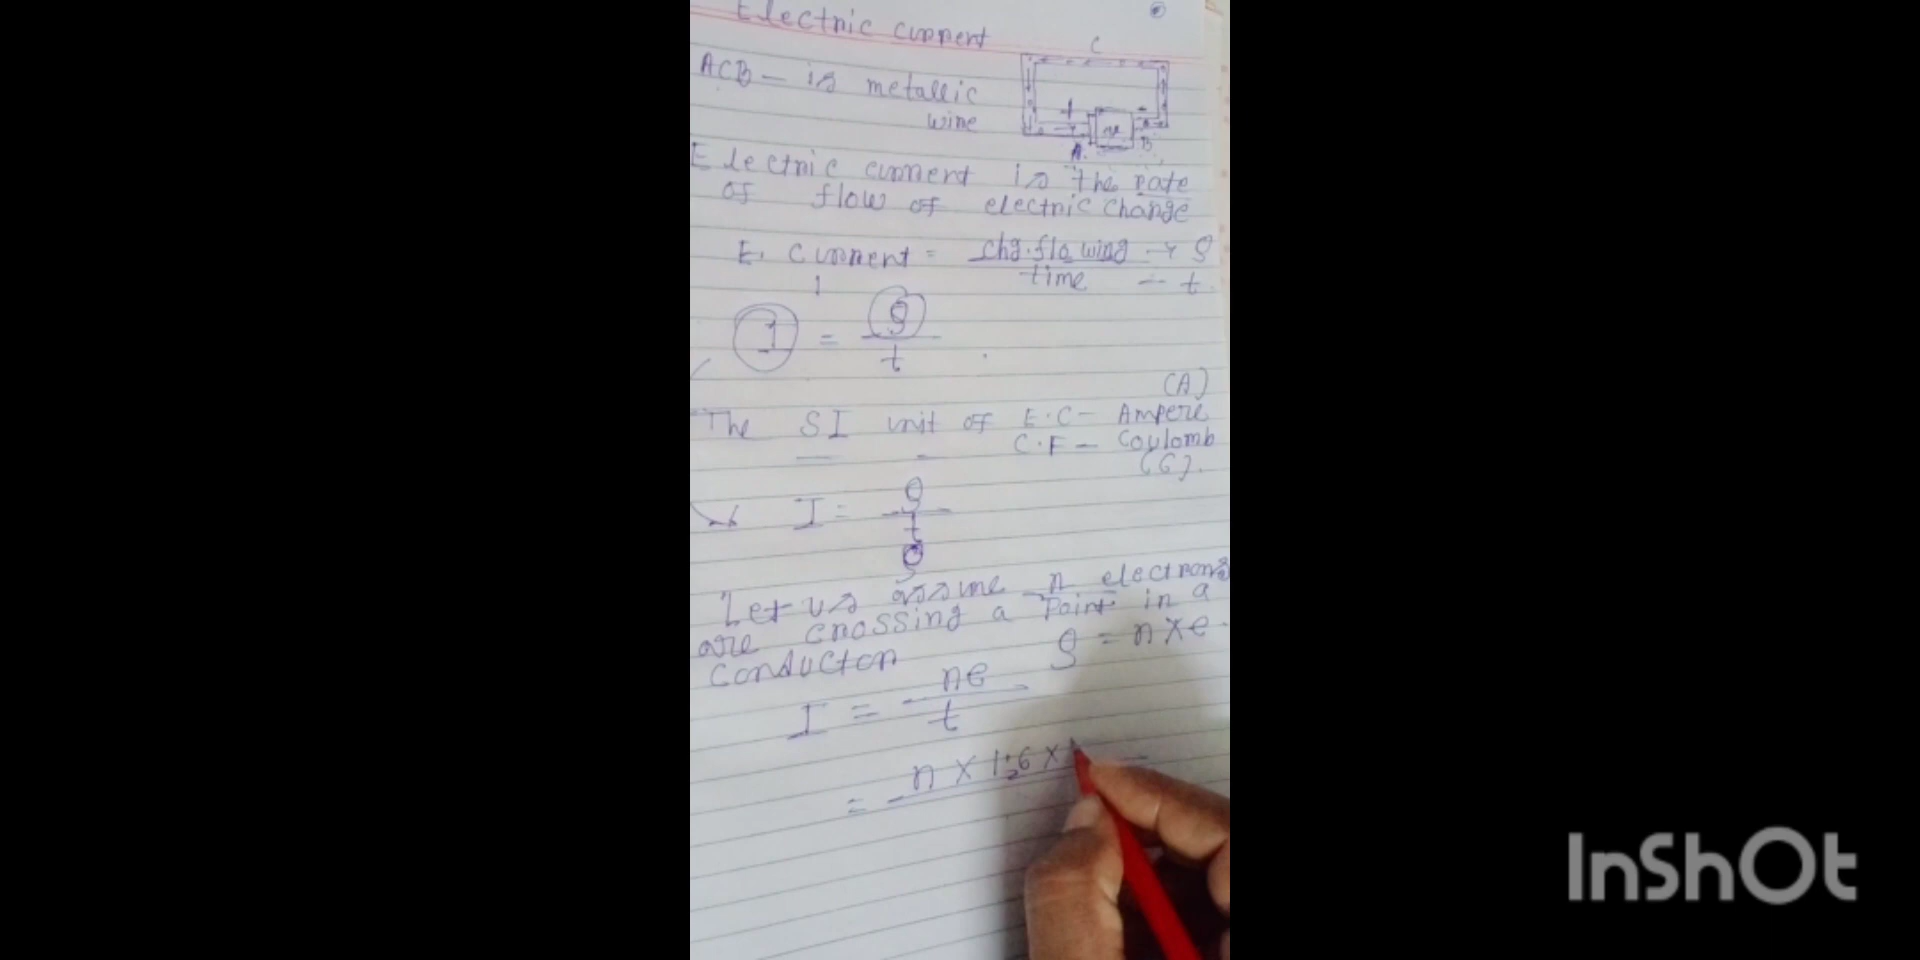 Electric current
C
ACB - is metallic
wire
+
A.
B
Electric current is the rate
of flow of electric charge
E. Current = chg. flowing → Q
time - t
I
I = Q
t
(A)
The SI unit of E.C - Ampere
C.F - Coulomb
(C).
I = Q
t
Q
Let us assume n electrons
are crossing a point in a
conductor
Q = n x e.
I = ne
t
= n x 1.6 x 1
InShOt